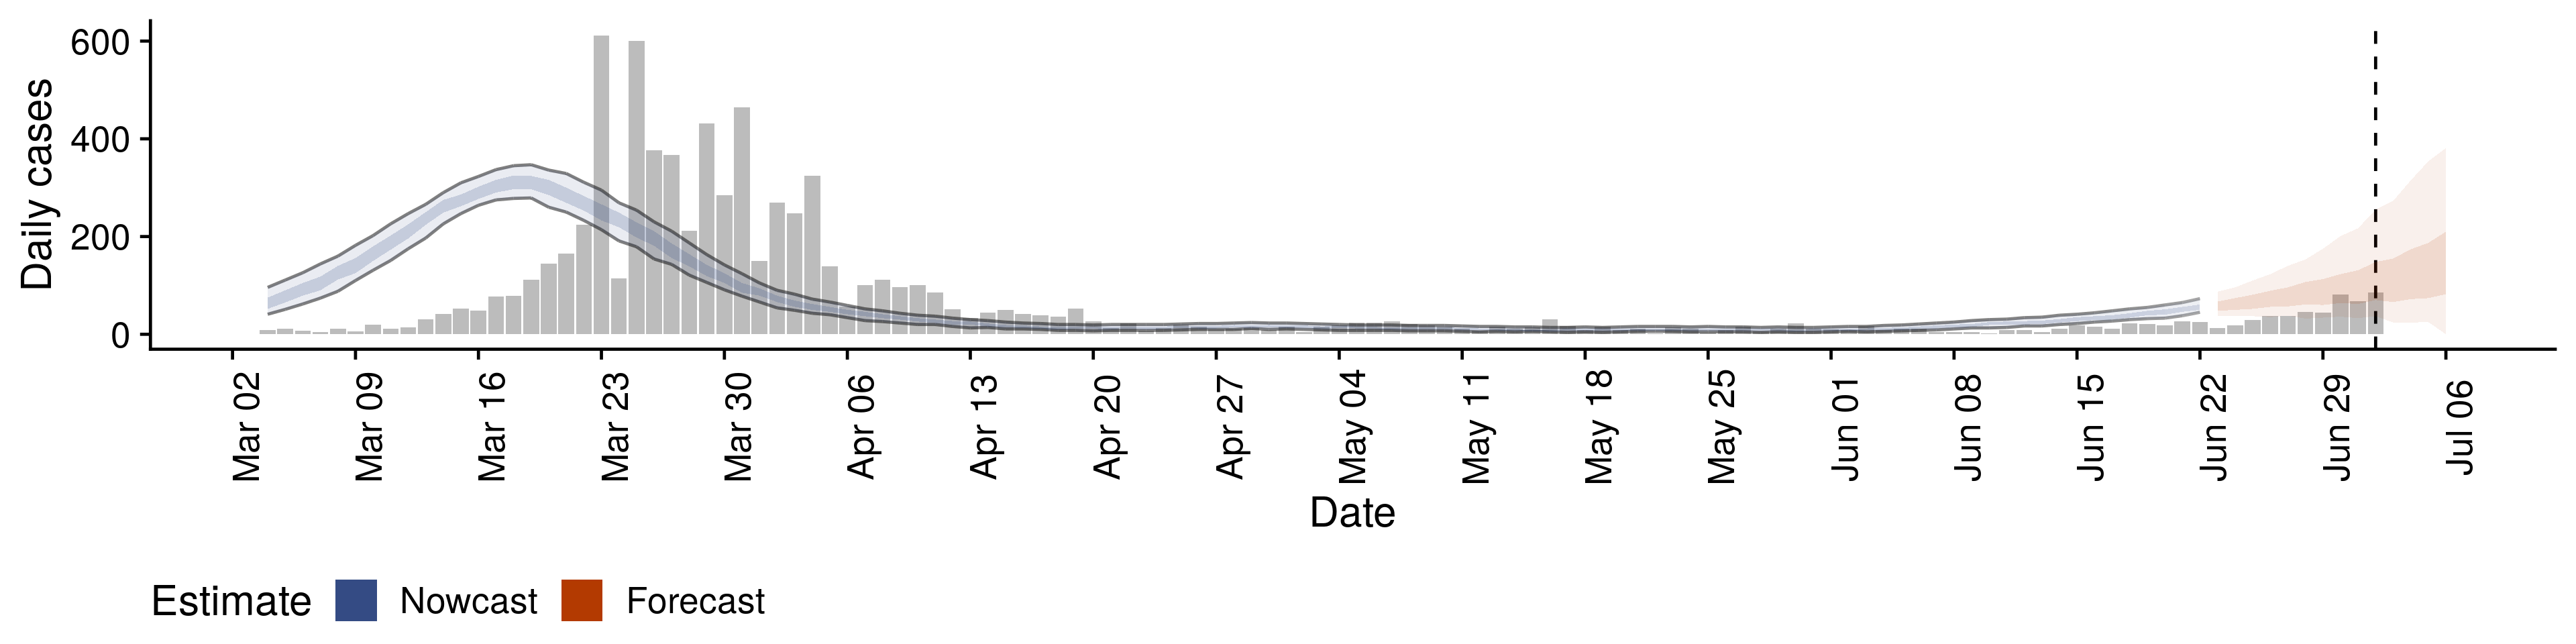 600
400
200
0
Daily cases
Mar 02
Mar 09
Mar 16
Mar 23
Mar 30
Apr 06
Apr 13
Apr 20
Apr 27
May 04
May 11
May 18
May 25
Jun 01
Jun 08
Jun 15
Jun 22
Jun 29
Jul 06
Date
Estimate Nowcast Forecast